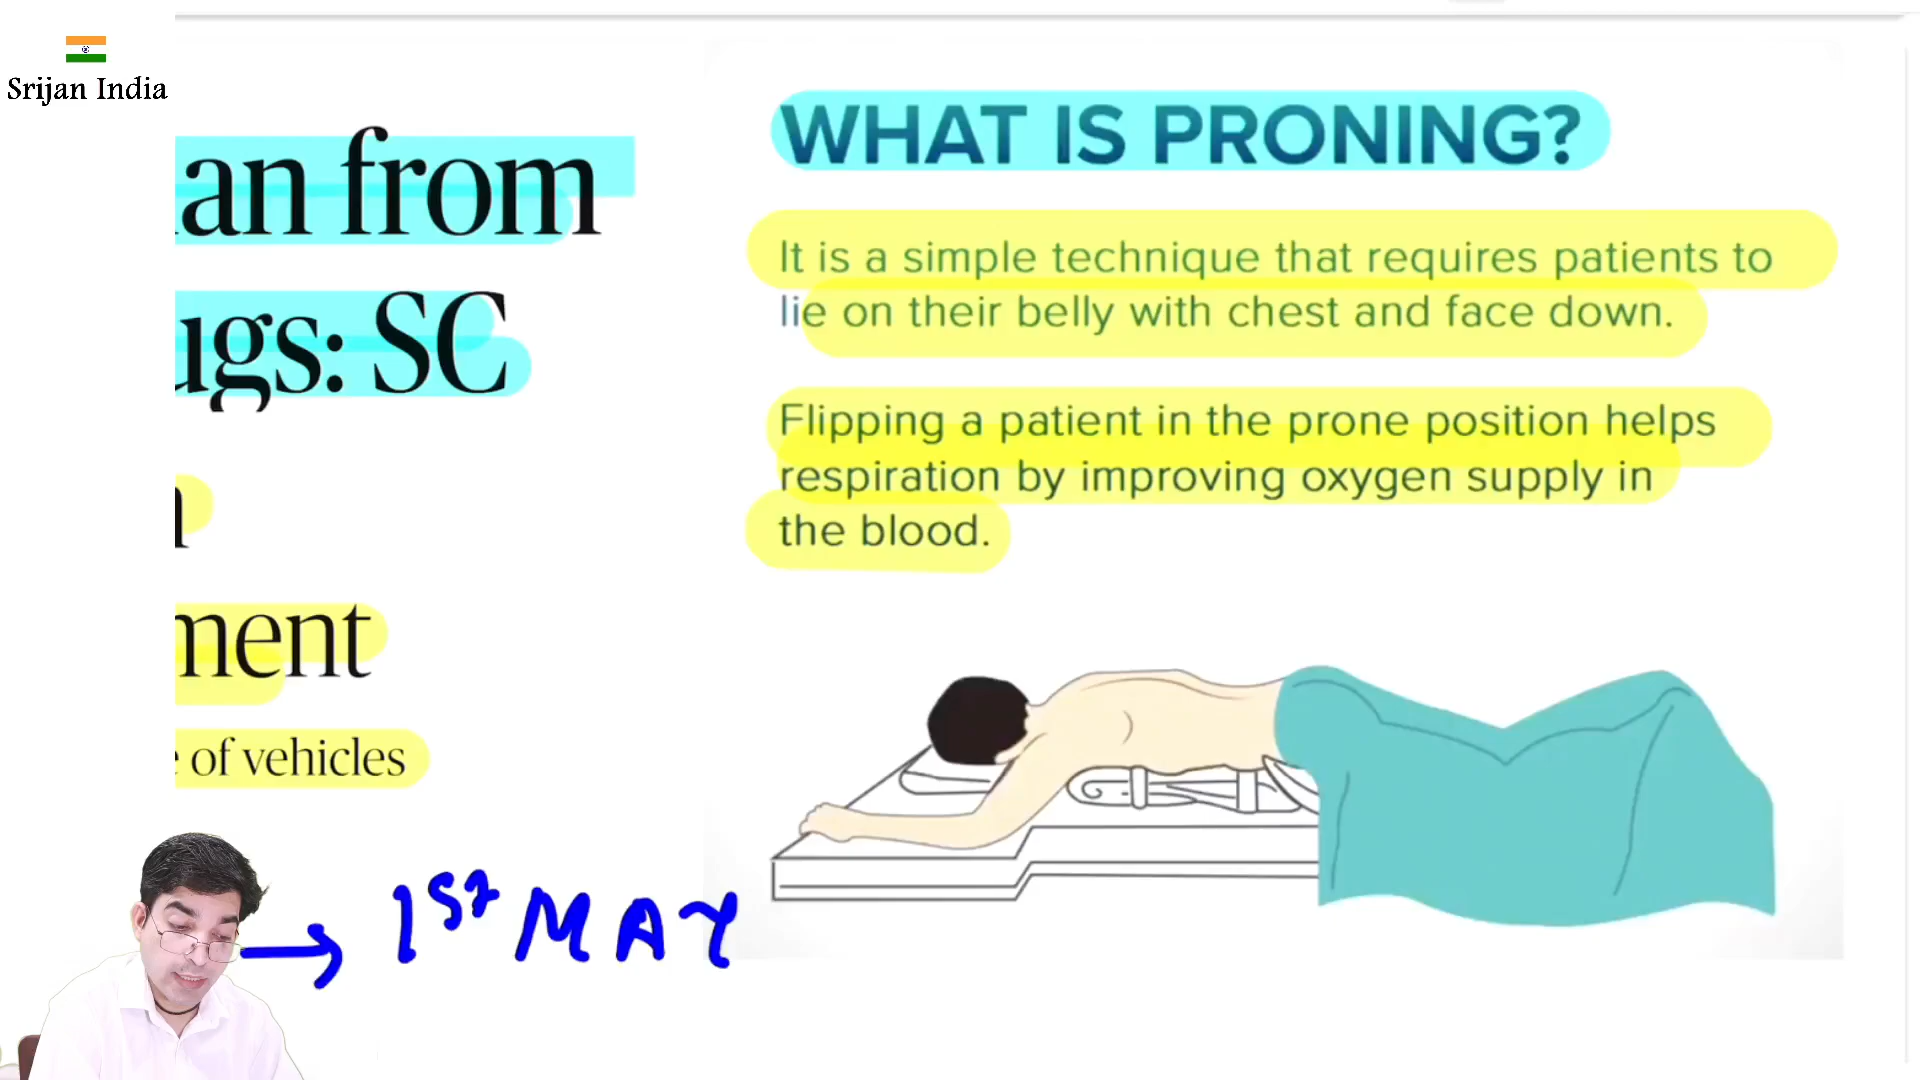 Srijan India
an from
ugs: SC
ment
of vehicles
1st MAY
WHAT IS PRONING?
It is a simple technique that requires patients to
lie on their belly with chest and face down.
Flipping a patient in the prone position helps
respiration by improving oxygen supply in
the blood.